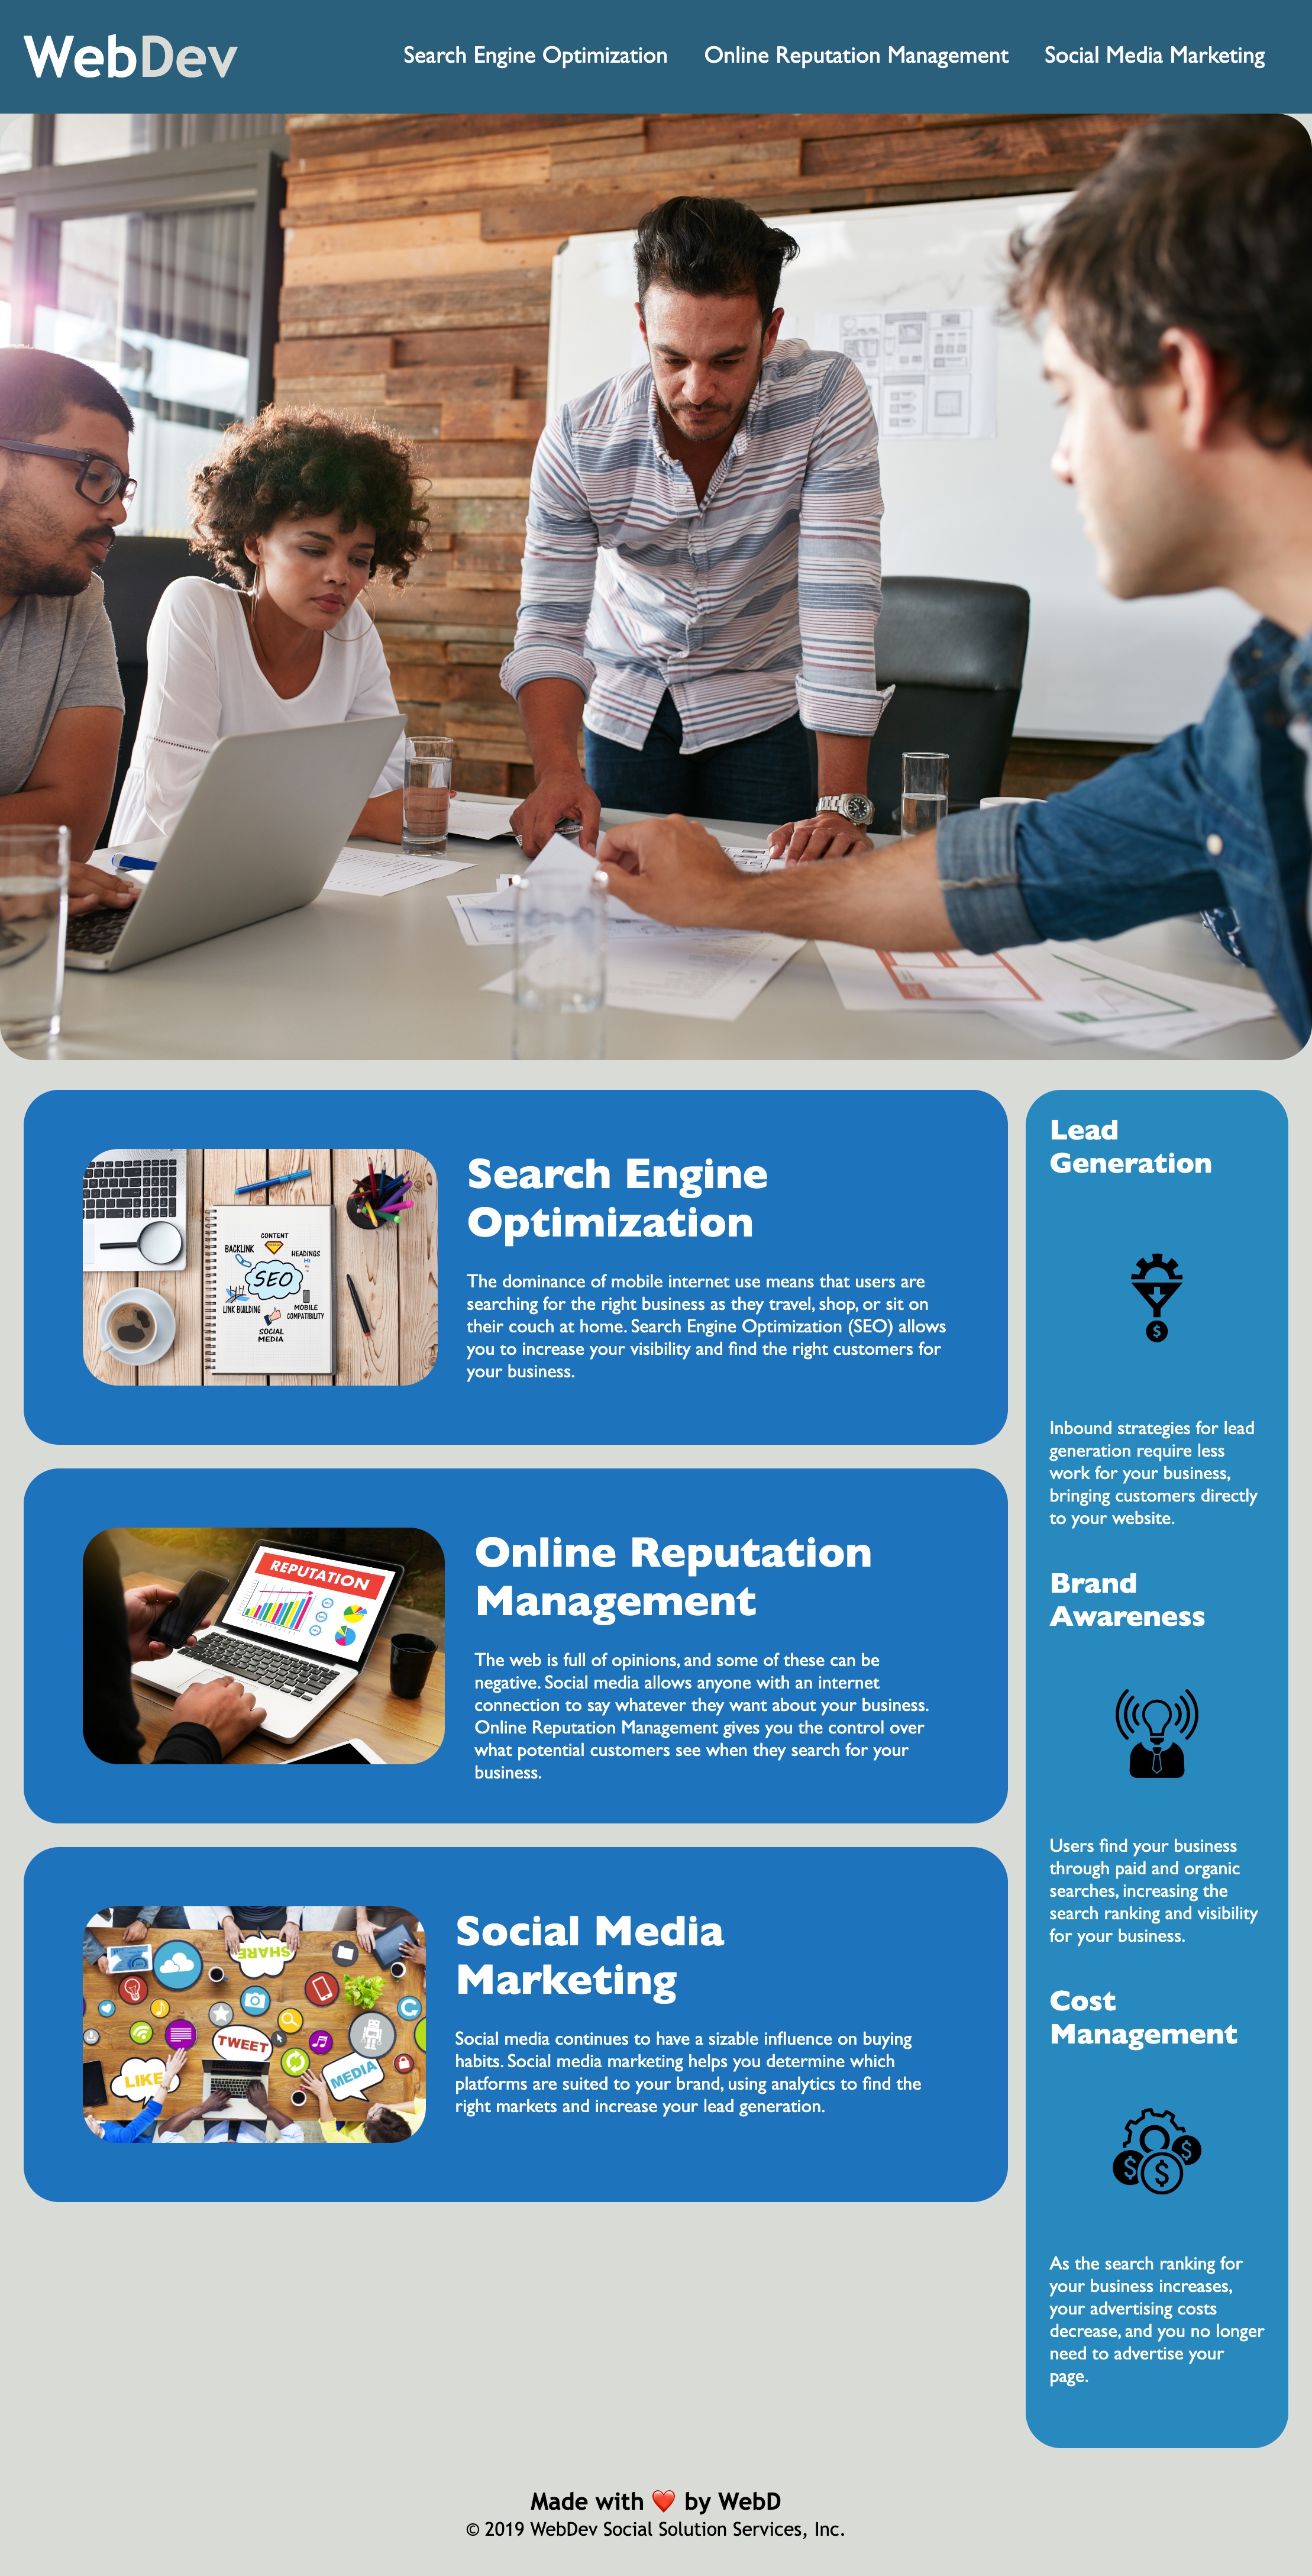 WebDev
Search Engine Optimization
Online Reputation Management
Social Media Marketing
CONTENT
BACKLINK
HEADINGS
SEO
LINK BUILDING
MOBILE
COMPATIBILITY
SOCIAL
MEDIA
Search Engine
Optimization
The dominance of mobile internet use means that users are
searching for the right business as they travel, shop, or sit on
their couch at home. Search Engine Optimization (SEO) allows
you to increase your visibility and find the right customers for
your business.
REPUTATION
Online Reputation
Management
The web is full of opinions, and some of these can be
negative. Social media allows anyone with an internet
connection to say whatever they want about your business.
Online Reputation Management gives you the control over
what potential customers see when they search for your
business.
SHARE
TWEET
LIKE
MEDIA
Social Media
Marketing
Social media continues to have a sizable influence on buying
habits. Social media marketing helps you determine which
platforms are suited to your brand, using analytics to find the
right markets and increase your lead generation.
Lead
Generation
$
Inbound strategies for lead
generation require less
work for your business,
bringing customers directly
to your website.
Brand
Awareness
Users find your business
through paid and organic
searches, increasing the
search ranking and visibility
for your business.
Cost
Management
$ $ $
As the search ranking for
your business increases,
your advertising costs
decrease, and you no longer
need to advertise your
page.
Made with ❤️ by WebD
© 2019 WebDev Social Solution Services, Inc.